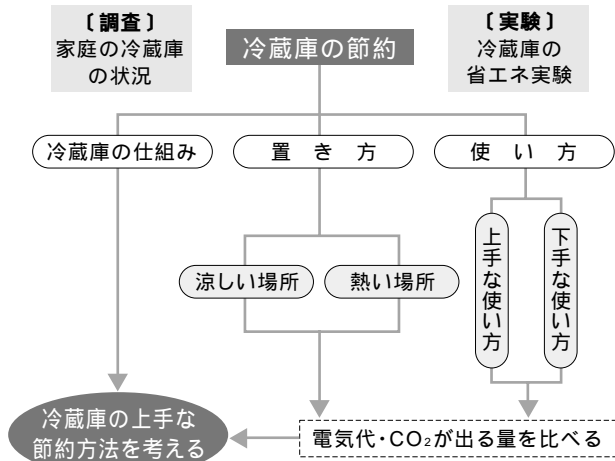 〔調査〕
家庭の冷蔵庫
の状況
冷蔵庫の節約
〔実験〕
冷蔵庫の
省エネ実験
冷蔵庫の仕組み
置き方
使い方
涼しい場所
熱い場所
上手な使い方
下手な使い方
冷蔵庫の上手な
節約方法を考える
電気代・CO₂が出る量を比べる